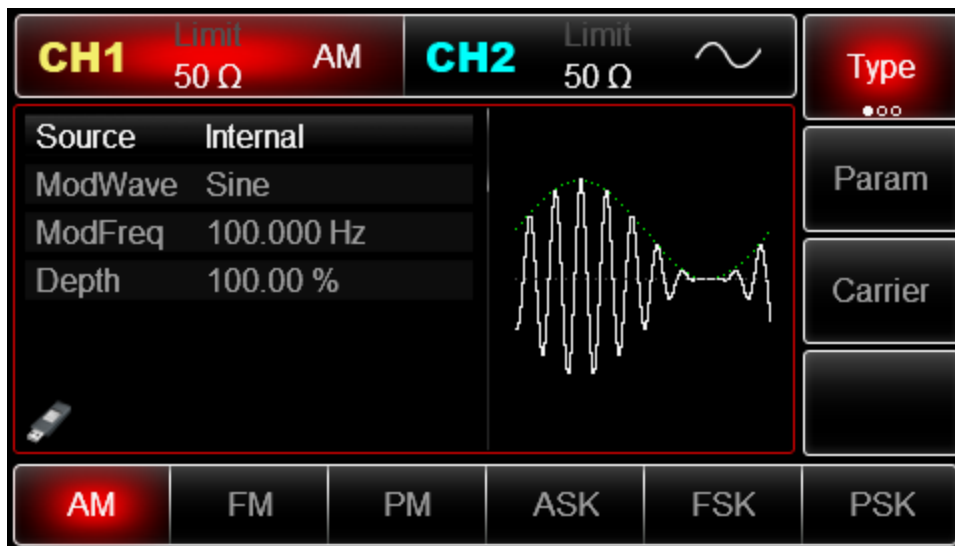 CH1 Limit 50 Ω AM
CH2 Limit 50 Ω
Type
Source Internal
ModWave Sine
ModFreq 100.000 Hz
Depth 100.00 %
Param
Carrier
AM FM PM ASK FSK PSK